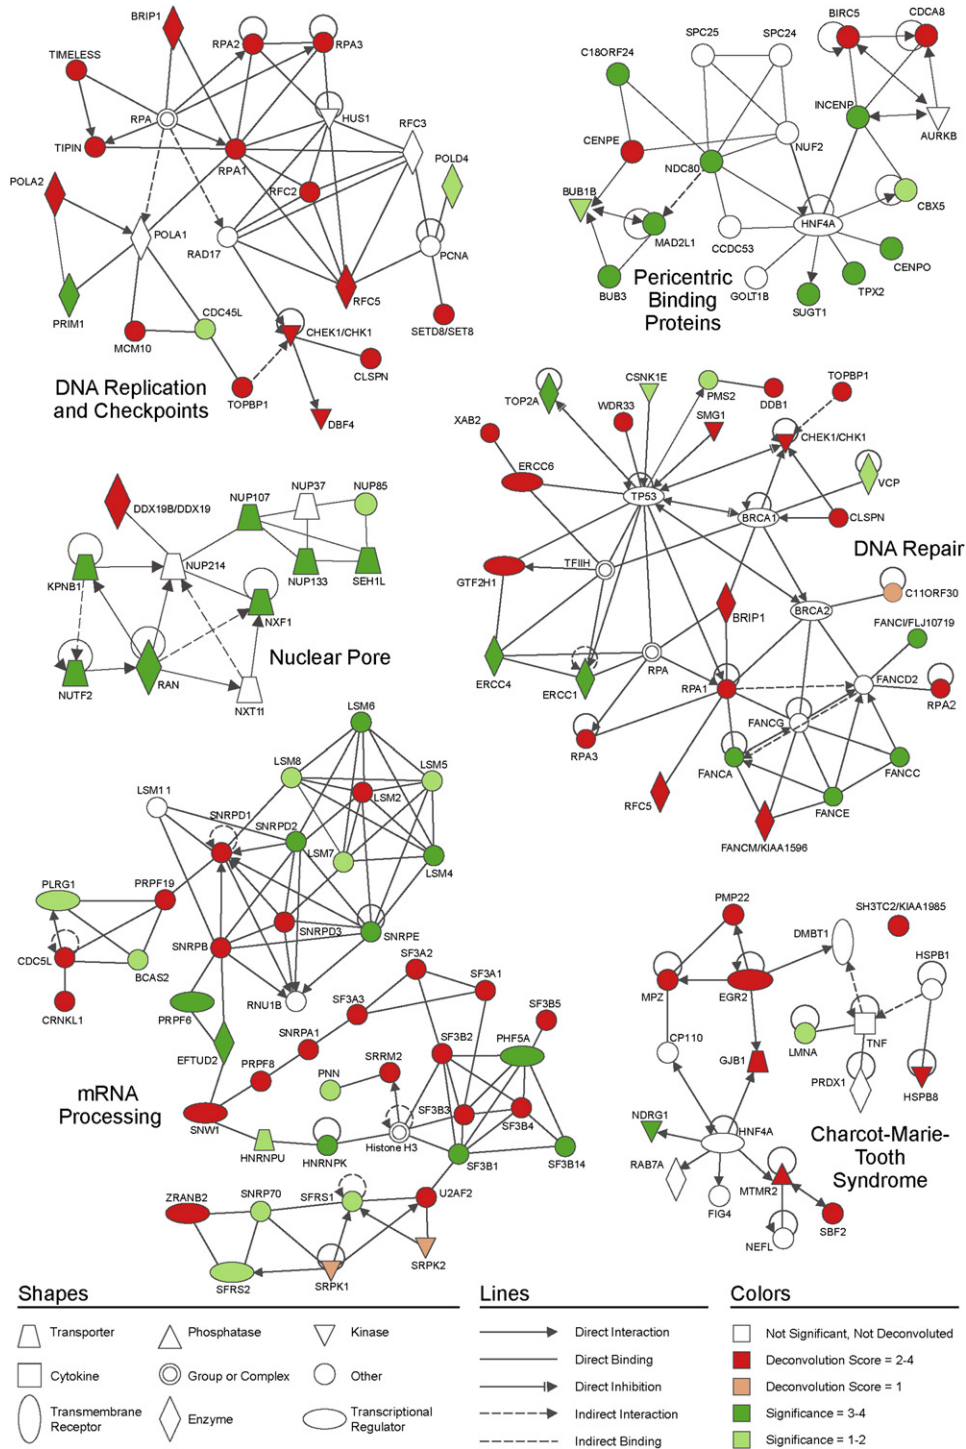 BRIP1
RPA2
RPA3
TIMELESS
RPA
HUS1
RFC3
TIPIN
RPA1
POLD4
POLA2
RFC2
POLA1
RAD17
PCNA
PRIM1
CDC45L
RFC5
MCM10
CHEK1/CHK1
SETD8/SET8
CLSPN
TOPBP1
DBF4
DNA Replication
and Checkpoints
BIRC5
CDCA8
SPC25
SPC24
C18ORF24
INCENP
AURKB
CENPE
NUF2
NDC80
BUB1B
CBX5
HNF4A
MAD2L1
CCDC53
CENPO
BUB3
GOLT1B
TPX2
SUGT1
Pericentric
Binding
Proteins
TOP2A
CSNK1E
PMS2
TOPBP1
WDR33
DDB1
XAB2
SMG1
CHEK1/CHK1
ERCC6
VCP
TP53
BRCA1
CLSPN
DNA Repair
GTF2H1
TFIIH
C11ORF30
BRIP1
BRCA2
FANCI/FLJ10719
ERCC4
ERCC1
RPA
RPA1
FANCD2
RPA2
FANCG
RPA3
FANCA
FANCC
RFC5
FANCE
FANCM/KIAA1596
DDX19B/DDX19
NUP107
NUP37
NUP85
KPNB1
NUP214
NUP133
SEH1L
NXF1
NUTF2
RAN
NXT1
Nuclear Pore
LSM6
LSM8
LSM5
LSM11
LSM2
SNRPD1
SNRPD2
LSM7
LSM4
PLRG1
PRPF19
SNRPD3
SNRPE
CDC5L
BCAS2
SNRPB
CRNKL1
RNU1B
SF3A2
SF3A1
PRPF6
SF3A3
SF3B5
EFTUD2
SNRPA1
SF3B2
PHF5A
PRPF8
SRRM2
PNN
SF3B3
SF3B4
SNW1
HNRNPU
HNRNPK
Histone H3
SF3B1
SF3B14
mRNA
Processing
ZRANB2
SNRP70
SFRS1
U2AF2
SFRS2
SRPK1
SRPK2
PMP22
SH3TC2/KIAA1985
DMBT1
HSPB1
MPZ
EGR2
CP110
GJB1
LMNA
TNF
PRDX1
HSPB8
NDRG1
HNF4A
RAB7A
FIG4
MTMR2
SBF2
NEFL
Charcot-Marie-
Tooth
Syndrome
Shapes
Transporter
Phosphatase
Kinase
Cytokine
Group or Complex
Other
Transmembrane
Receptor
Enzyme
Transcriptional
Regulator
Lines
Direct Interaction
Direct Binding
Direct Inhibition
Indirect Interaction
Indirect Binding
Colors
Not Significant, Not Deconvoluted
Deconvolution Score = 2-4
Deconvolution Score = 1
Significance = 3-4
Significance = 1-2